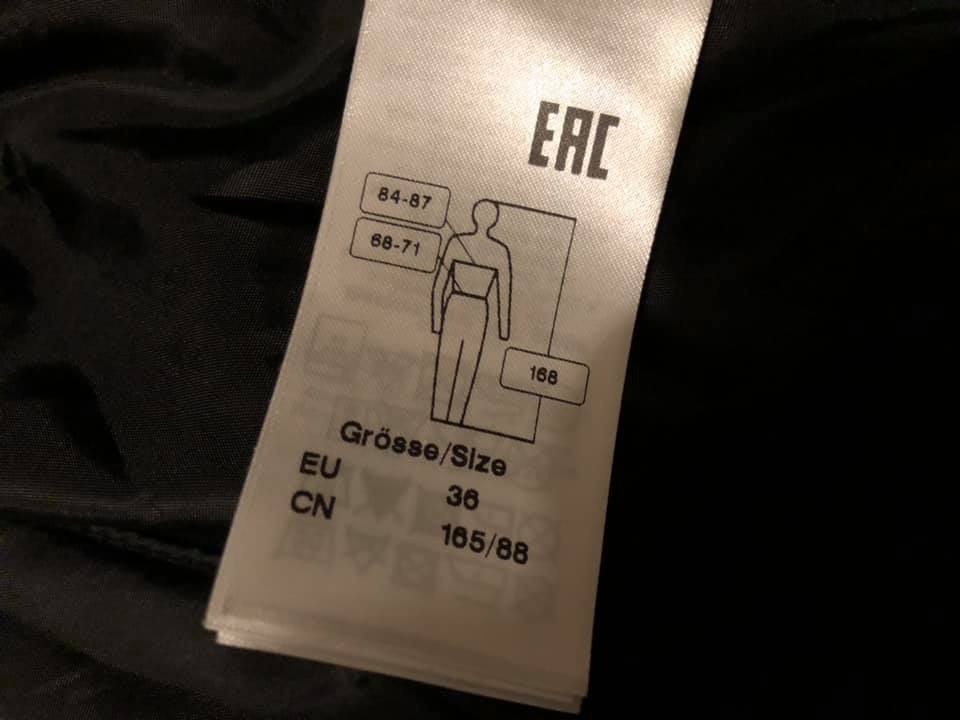 EAC
84-87
68-71
168
Grösse/Size
EU 36
CN 165/88